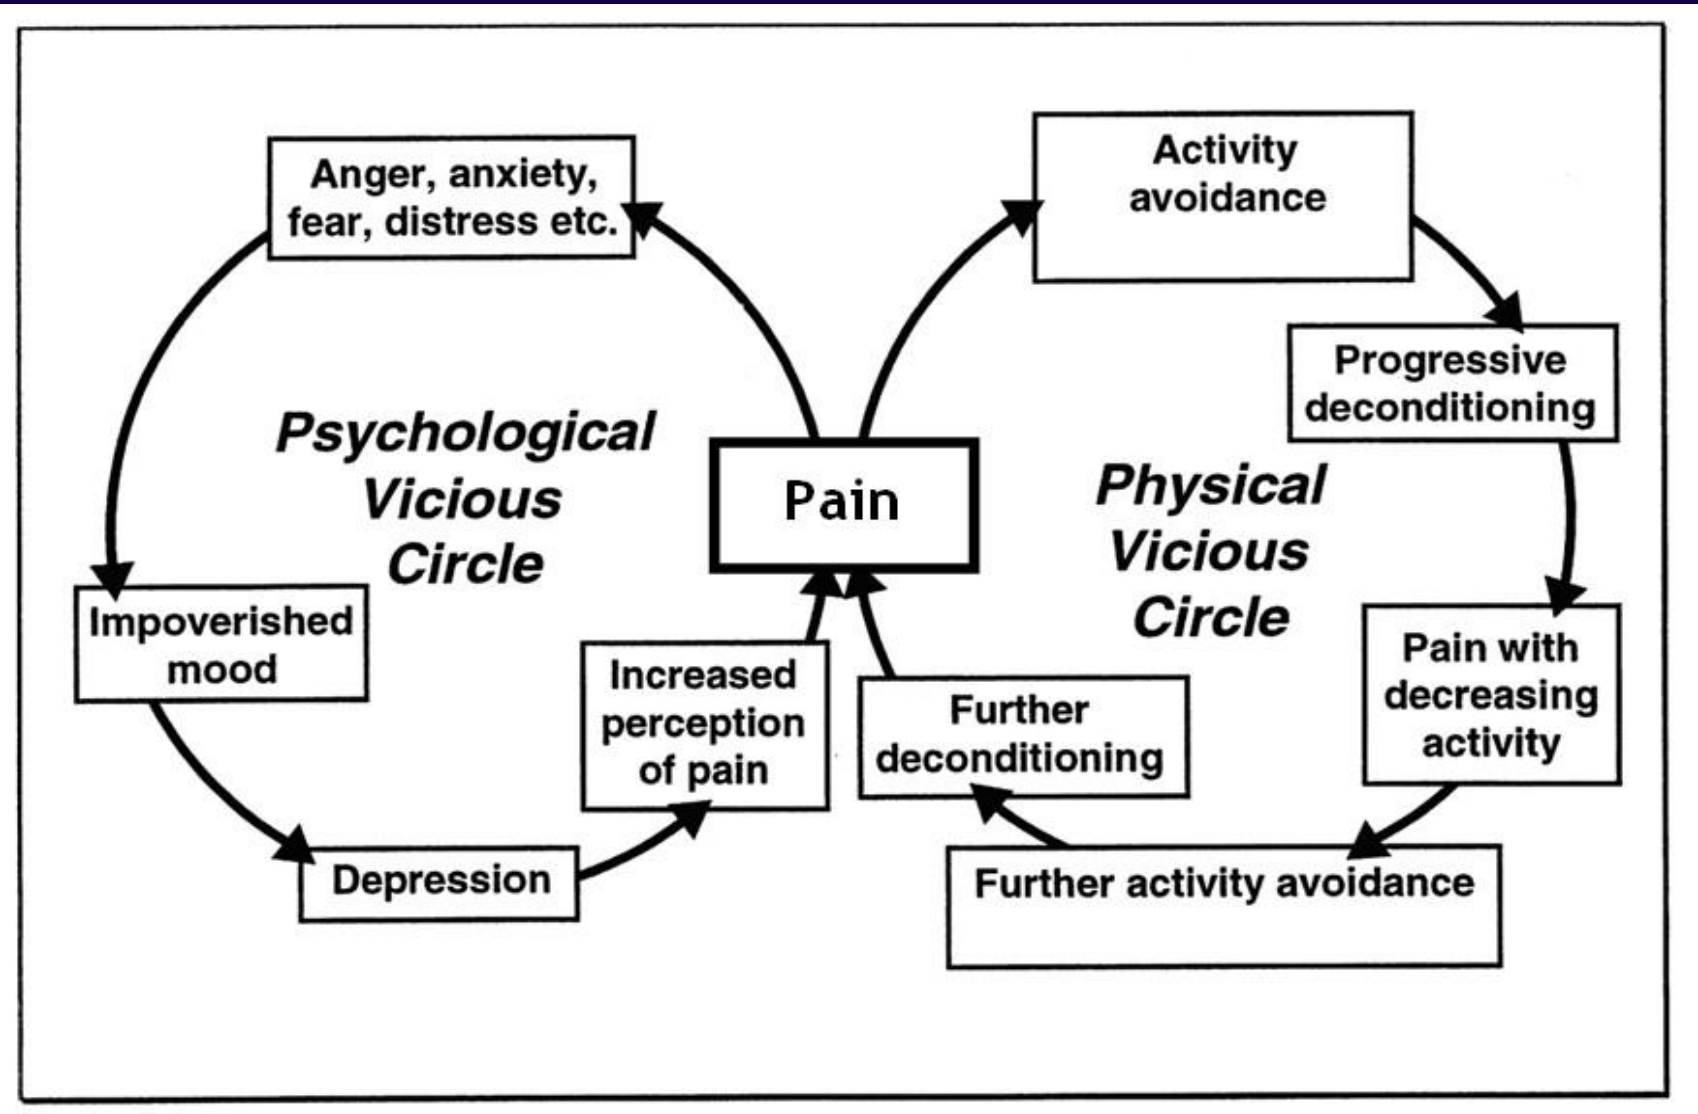 Anger, anxiety,
fear, distress etc.
Activity
avoidance
Progressive
deconditioning
Psychological
Vicious
Circle
Pain
Physical
Vicious
Circle
Impoverished
mood
Increased
perception
of pain
Further
deconditioning
Pain with
decreasing
activity
Depression
Further activity avoidance